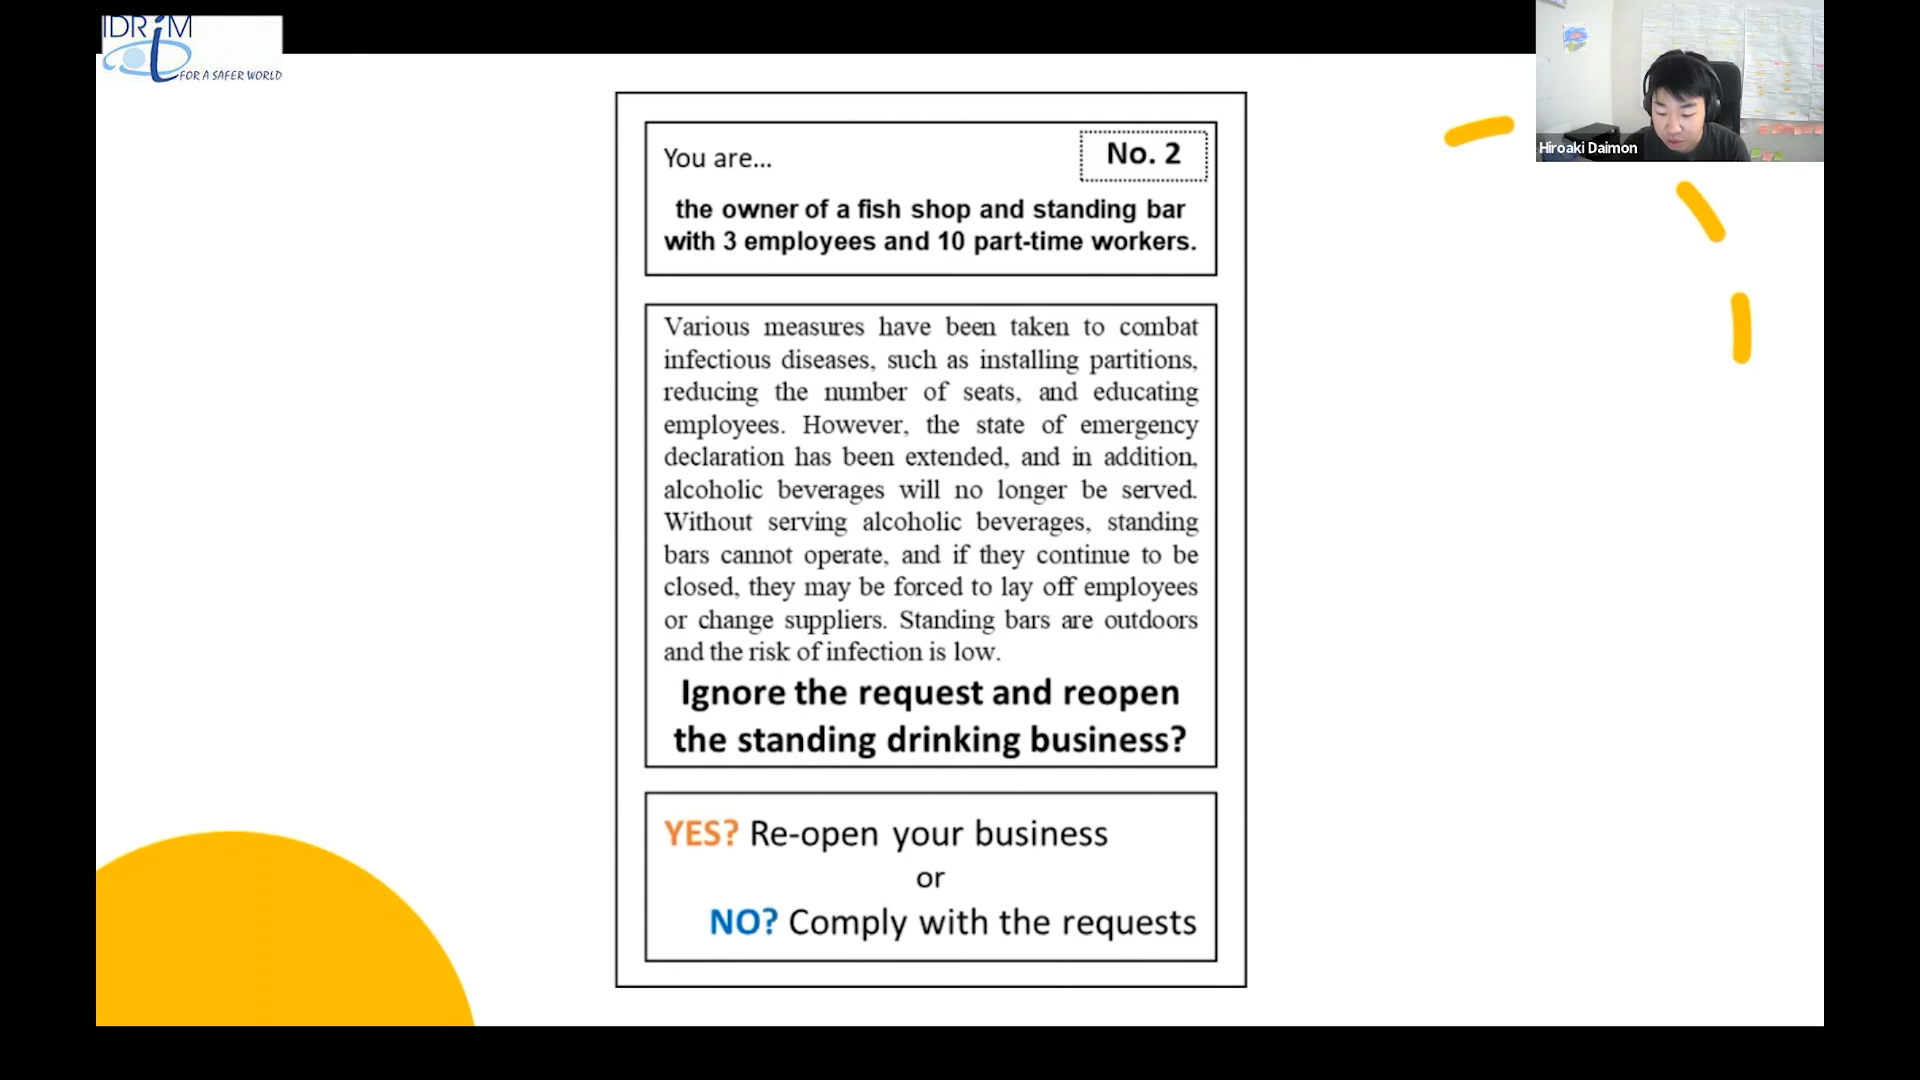 IDRiM
FOR A SAFER WORLD
Hiroaki Daimon
You are...
No. 2
the owner of a fish shop and standing bar
with 3 employees and 10 part-time workers.
Various measures have been taken to combat
infectious diseases, such as installing partitions,
reducing the number of seats, and educating
employees. However, the state of emergency
declaration has been extended, and in addition,
alcoholic beverages will no longer be served.
Without serving alcoholic beverages, standing
bars cannot operate, and if they continue to be
closed, they may be forced to lay off employees
or change suppliers. Standing bars are outdoors
and the risk of infection is low.
Ignore the request and reopen
the standing drinking business?
YES? Re-open your business
or
NO? Comply with the requests